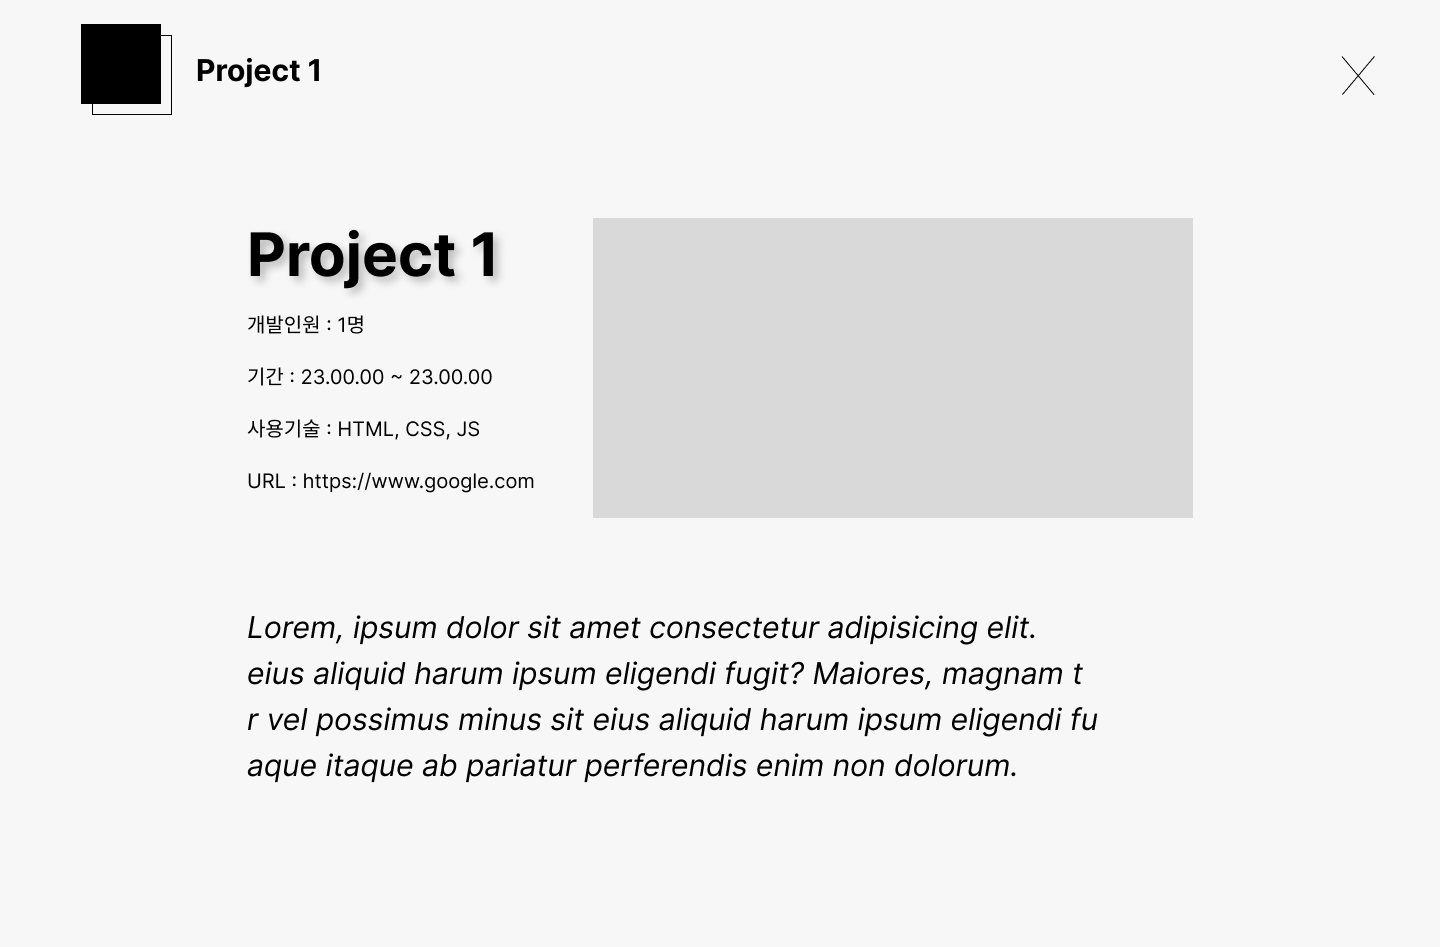 Project 1
Project 1
개발인원 : 1명
기간 : 23.00.00 ~ 23.00.00
사용기술 : HTML, CSS, JS
URL : https://www.google.com
Lorem, ipsum dolor sit amet consectetur adipisicing elit.
eius aliquid harum ipsum eligendi fugit? Maiores, magnam t
r vel possimus minus sit eius aliquid harum ipsum eligendi fu
aque itaque ab pariatur perferendis enim non dolorum.